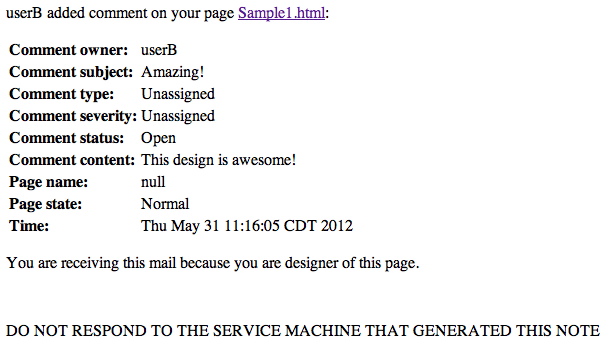 userB added comment on your page Sample1.html:
Comment owner: userB
Comment subject: Amazing!
Comment type: Unassigned
Comment severity: Unassigned
Comment status: Open
Comment content: This design is awesome!
Page name: null
Page state: Normal
Time: Thu May 31 11:16:05 CDT 2012
You are receiving this mail because you are designer of this page.
DO NOT RESPOND TO THE SERVICE MACHINE THAT GENERATED THIS NOTE